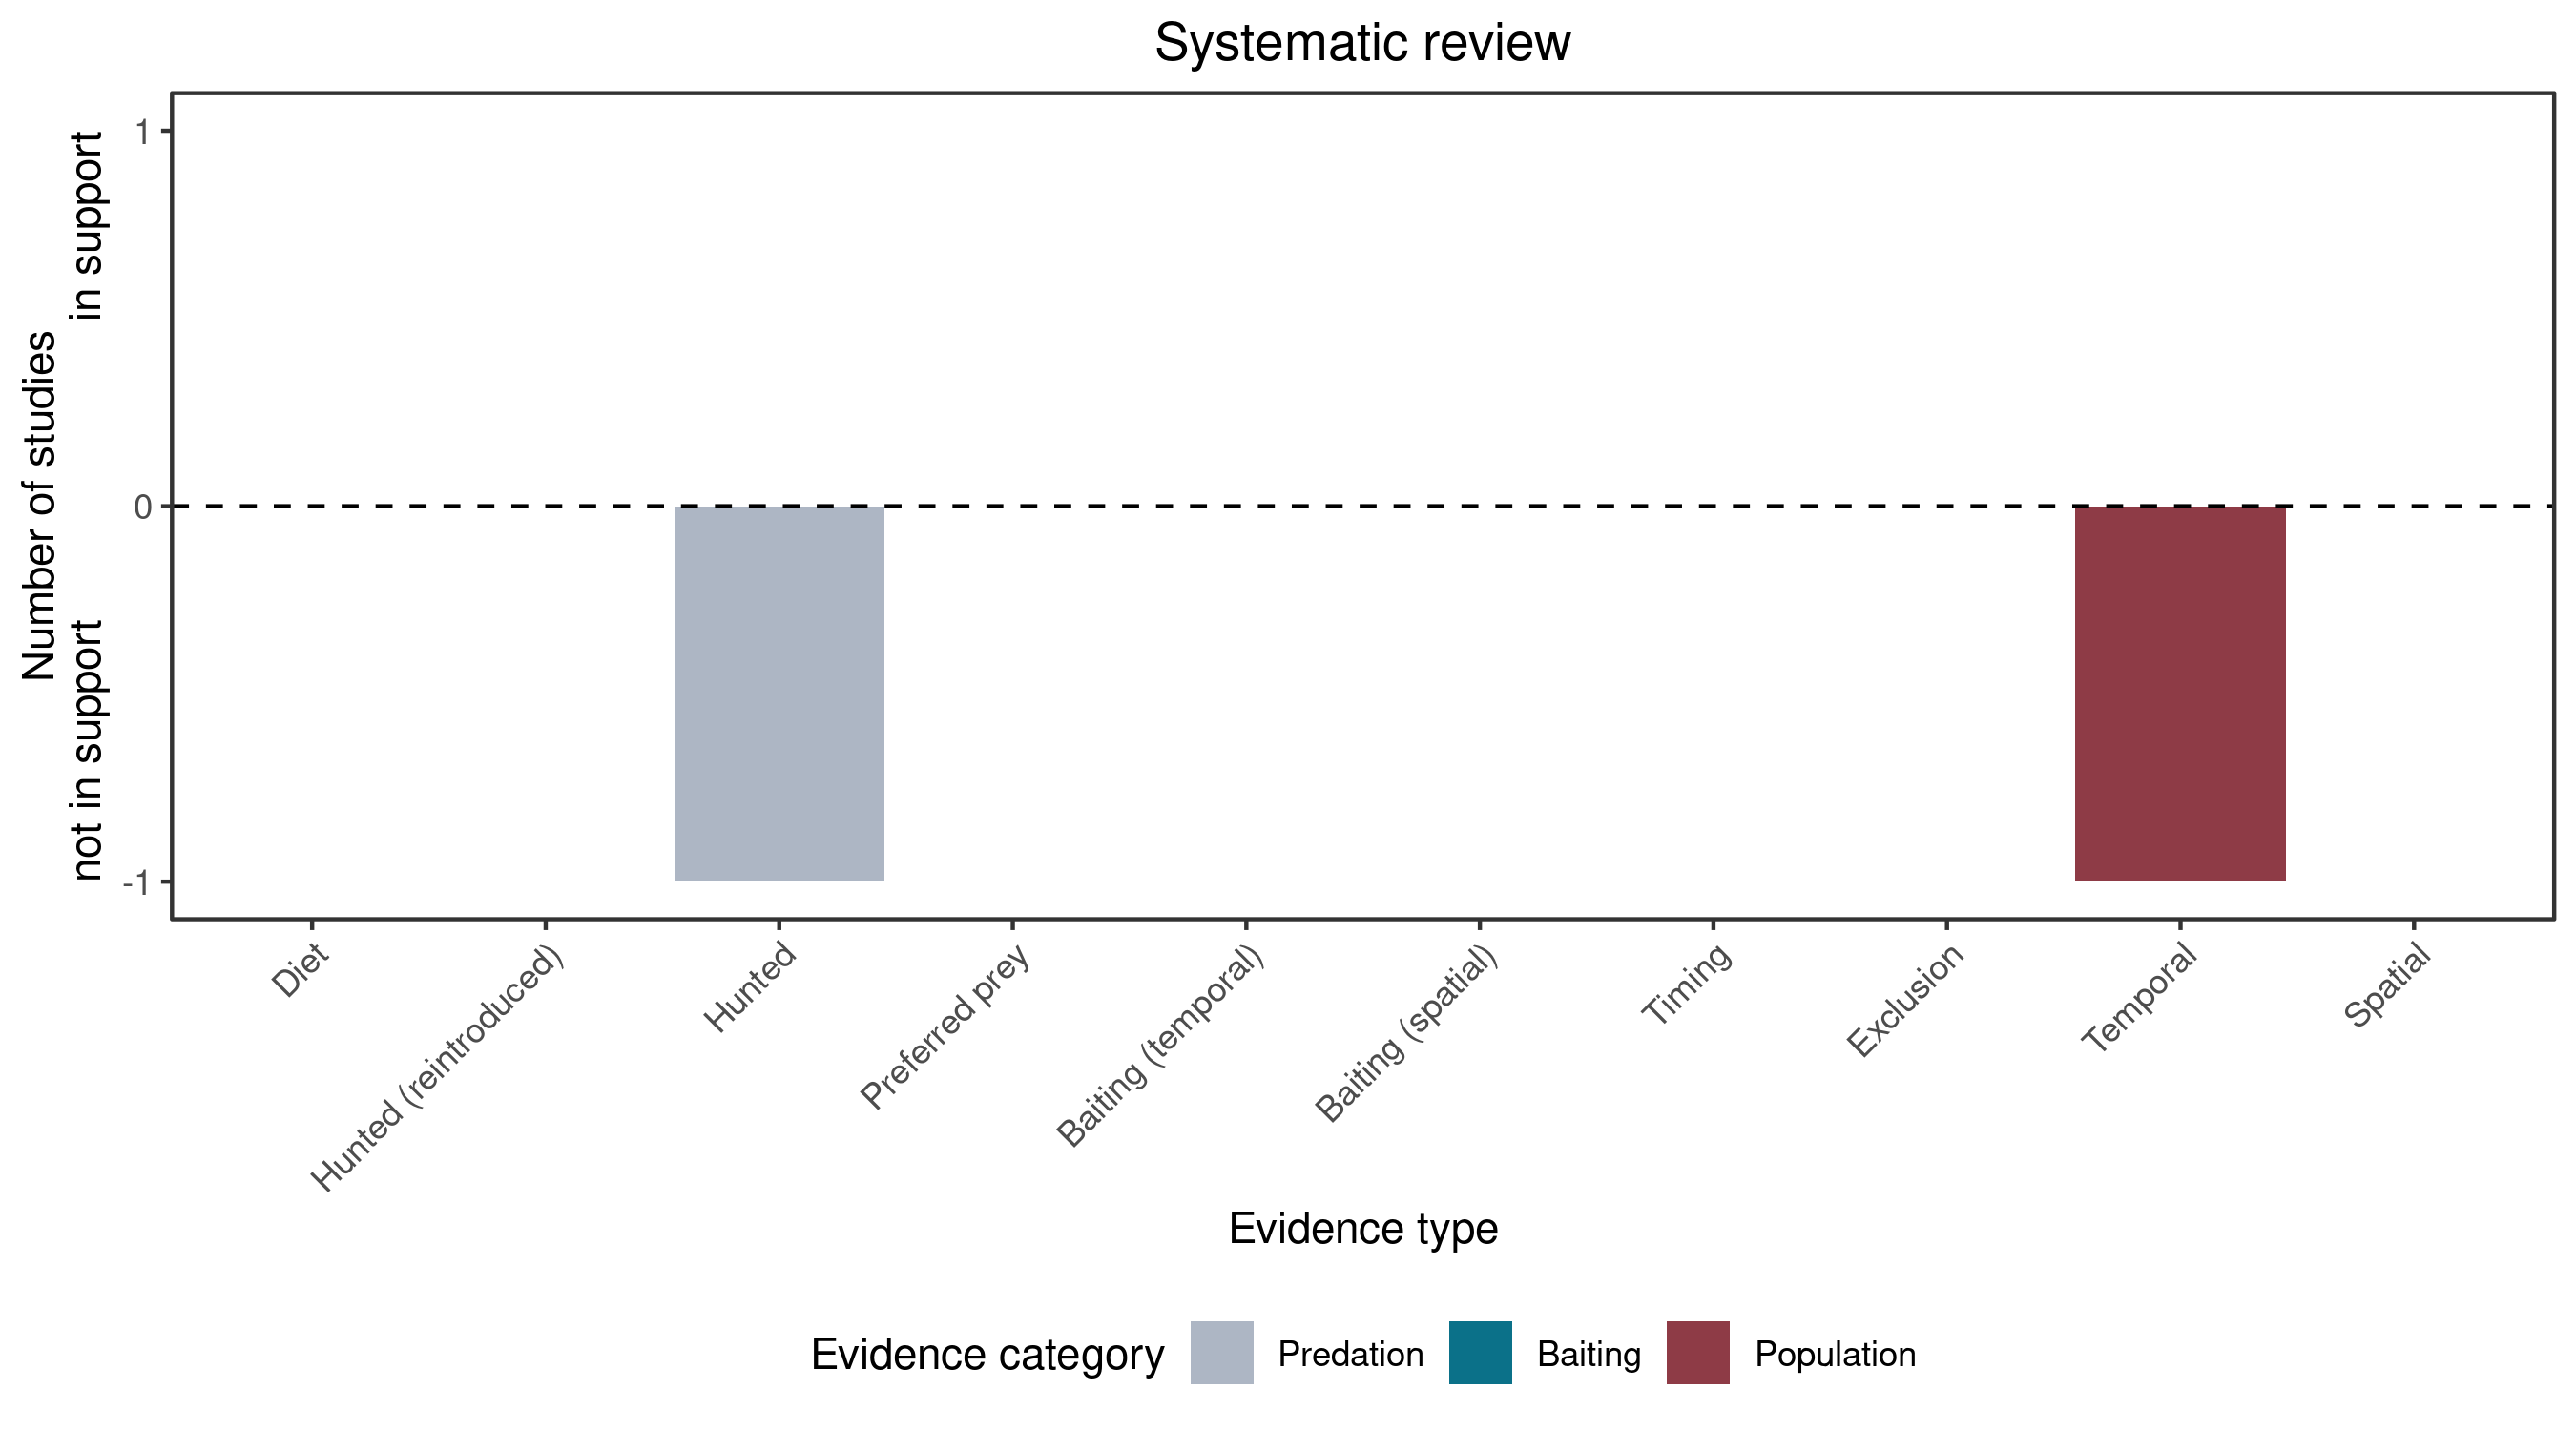 Systematic review
Number of studies
not in support in support
1
0
-1
Diet
Hunted (reintroduced)
Hunted
Preferred prey
Baiting (temporal)
Baiting (spatial)
Timing
Exclusion
Temporal
Spatial
Evidence type
Evidence category Predation Baiting Population